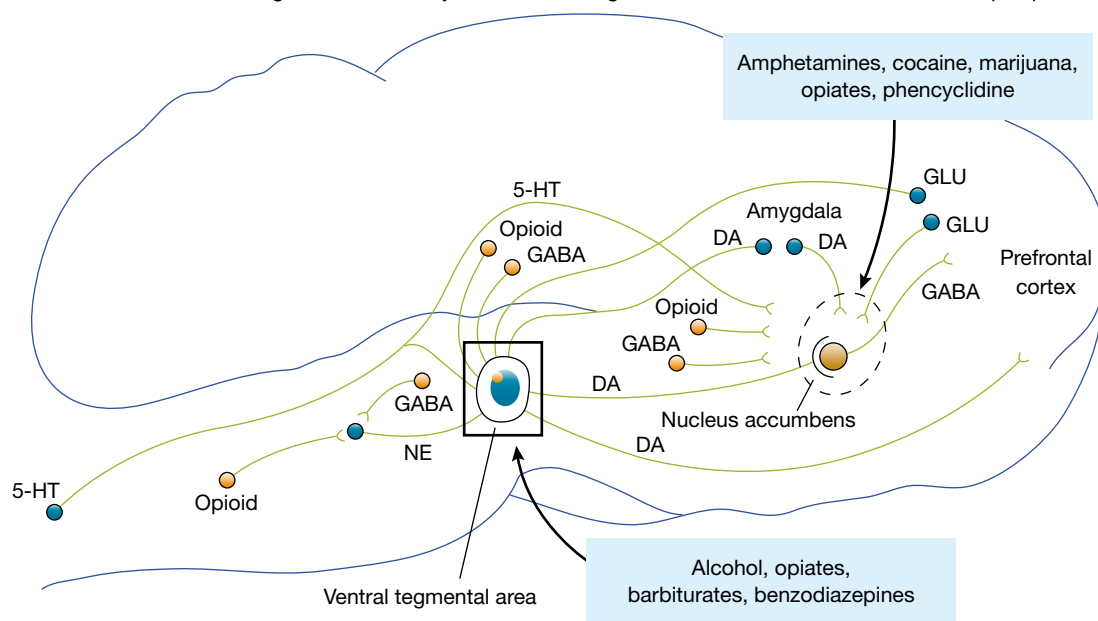 Amphetamines, cocaine, marijuana,
opiates, phencyclidine
GLU
5-HT
Amygdala
Opioid
GLU
DA
DA
GABA
Prefrontal
cortex
GABA
Opioid
GABA
DA
GABA
Nucleus accumbens
DA
NE
5-HT
Opioid
Alcohol, opiates,
barbiturates, benzodiazepines
Ventral tegmental area